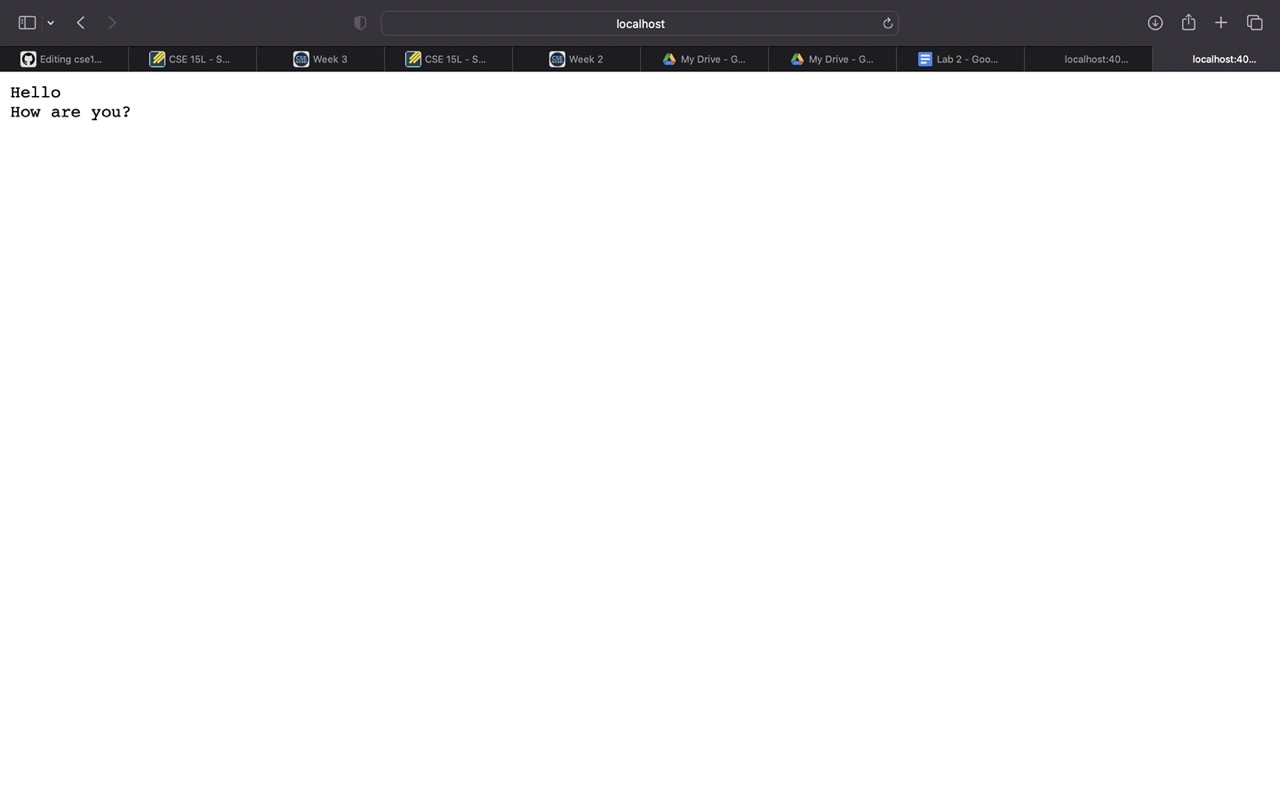 localhost
Editing cse1...
CSE 15L - S...
Week 3
CSE 15L - S...
Week 2
My Drive - G...
My Drive - G...
Lab 2 - Goo...
localhost:40...
localhost:40...
Hello
How are you?